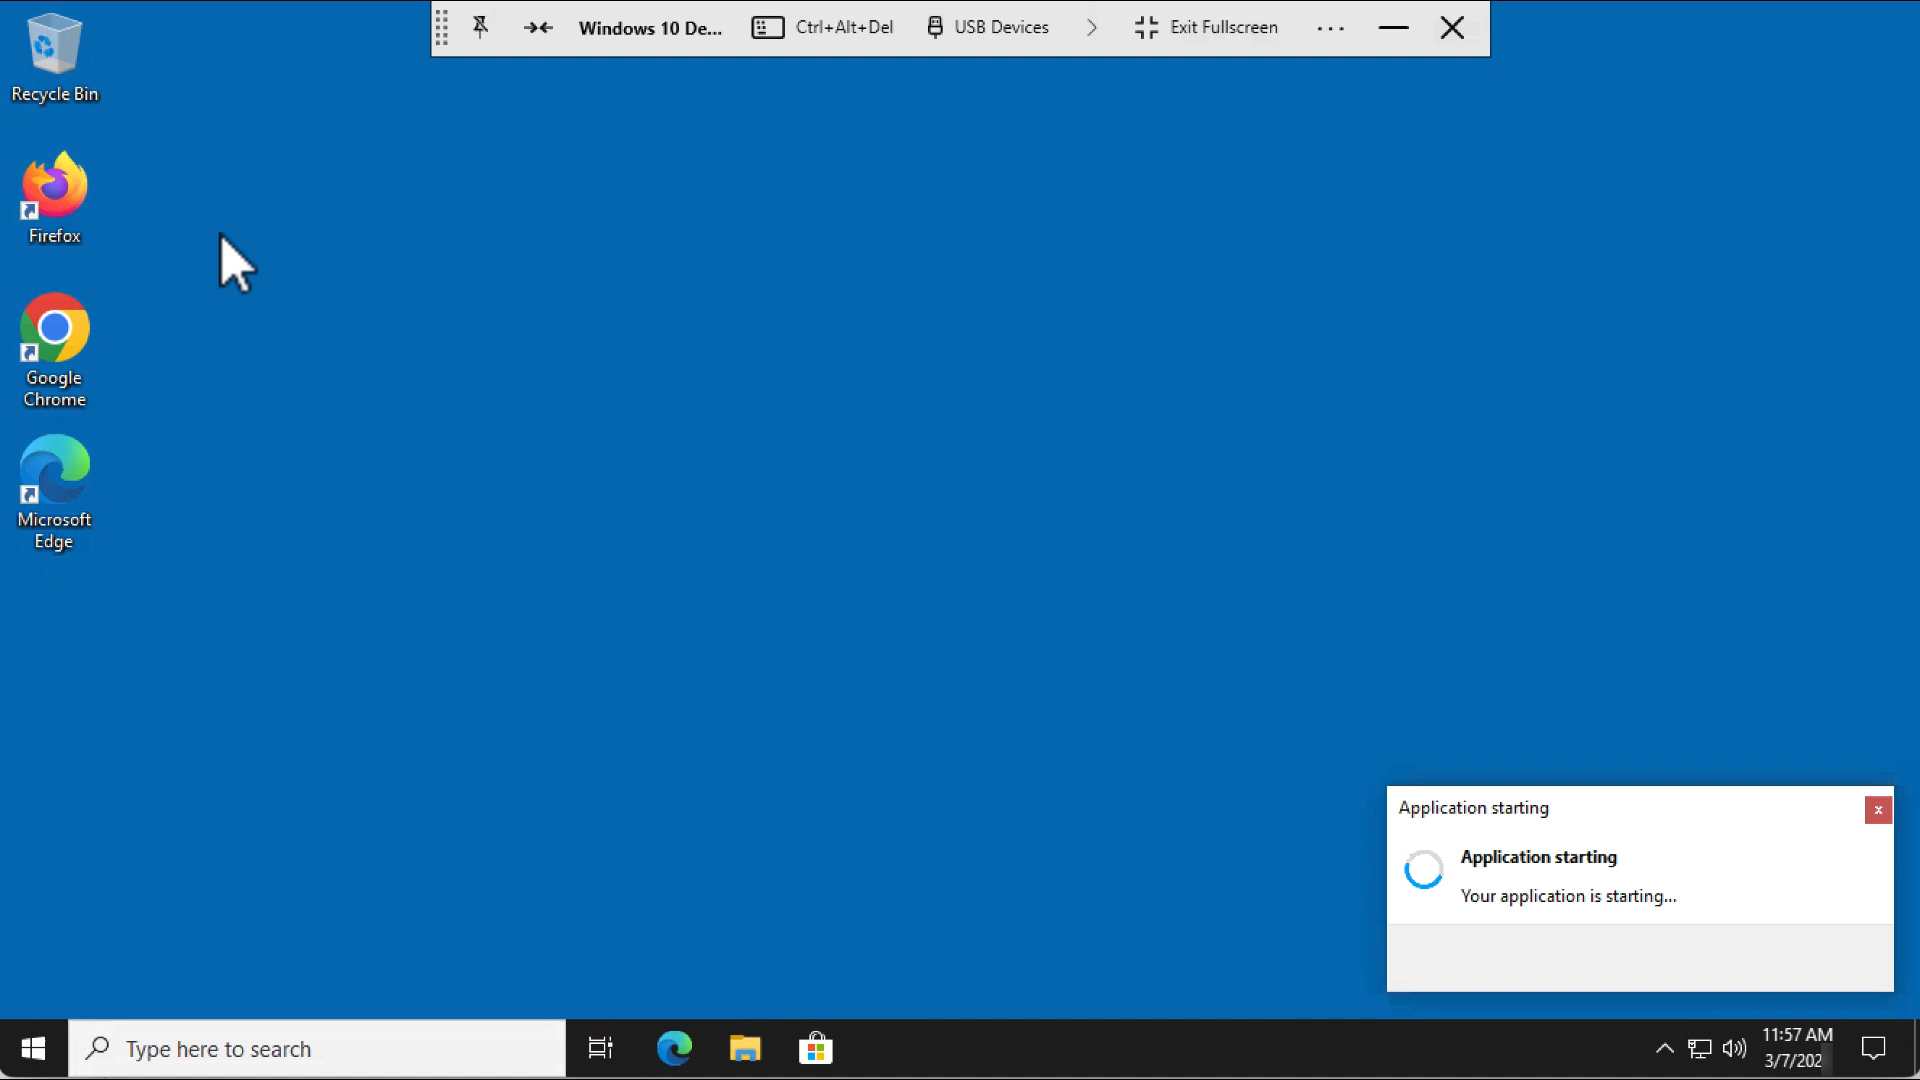 Windows 10 De...
Ctrl+Alt+Del
USB Devices
Exit Fullscreen
Recycle Bin
Firefox
Google
Chrome
Microsoft
Edge
Application starting
Application starting
Your application is starting...
Type here to search
11:57 AM
3/7/202